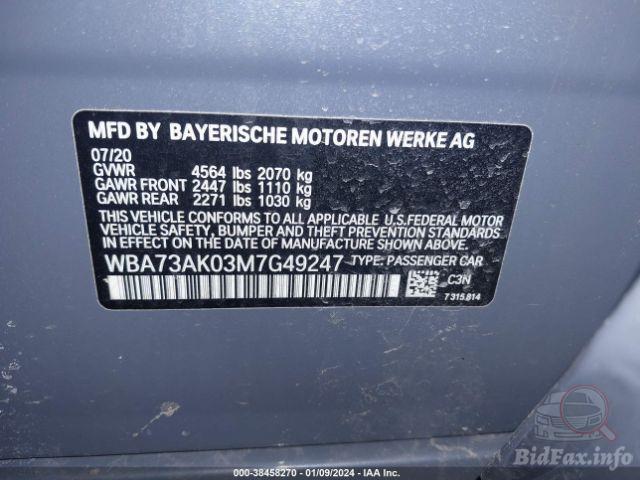 MFD BY BAYERISCHE MOTOREN WERKE AG
07/20
GVWR 4564 lbs 2070 kg
GAWR FRONT 2447 lbs 1110 kg
GAWR REAR 2271 lbs 1030 kg
THIS VEHICLE CONFORMS TO ALL APPLICABLE U.S.FEDERAL MOTOR
VEHICLE SAFETY, BUMPER AND THEFT PREVENTION STANDARDS
IN EFFECT ON THE DATE OF MANUFACTURE SHOWN ABOVE.
WBA73AK03M7G49247 TYPE: PASSENGER CAR
C3N
7 315.814
000-38458270 - 01/09/2024 - IAA Inc.
BidFax.info